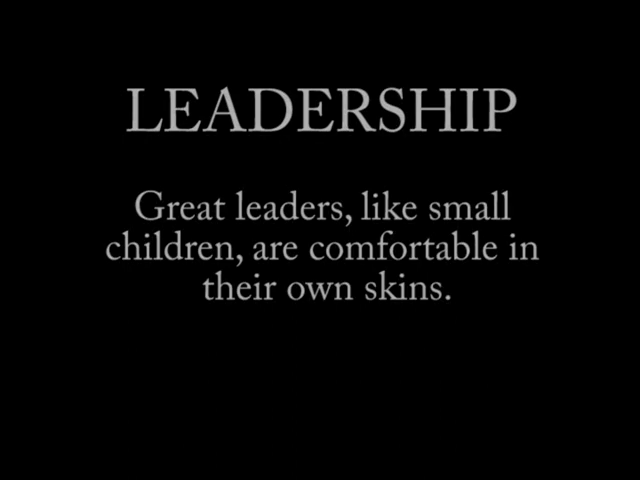 LEADERSHIP
Great leaders, like small
children, are comfortable in
their own skins.